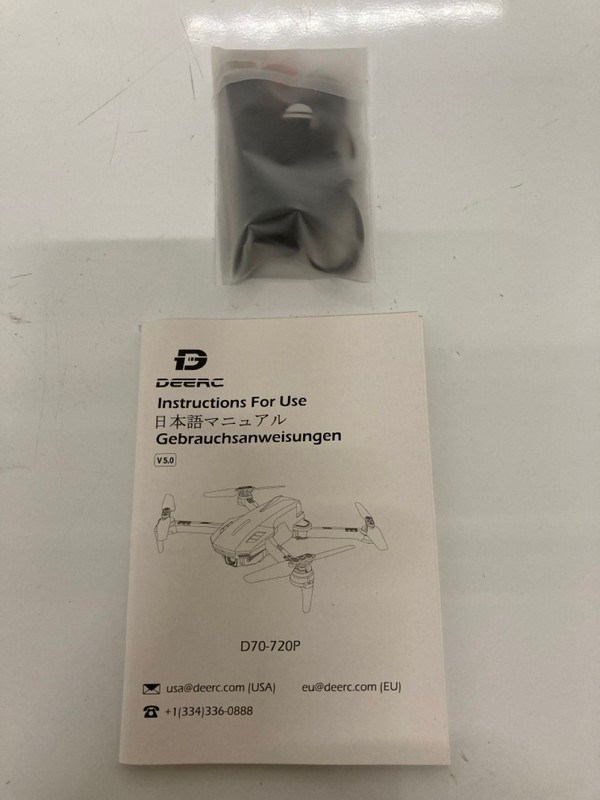 DEERC
Instructions For Use
日本語マニュアル
Gebrauchsanweisungen
V 5.0
D70-720P
usa@deerc.com (USA) eu@deerc.com (EU)
+1(334)336-0888